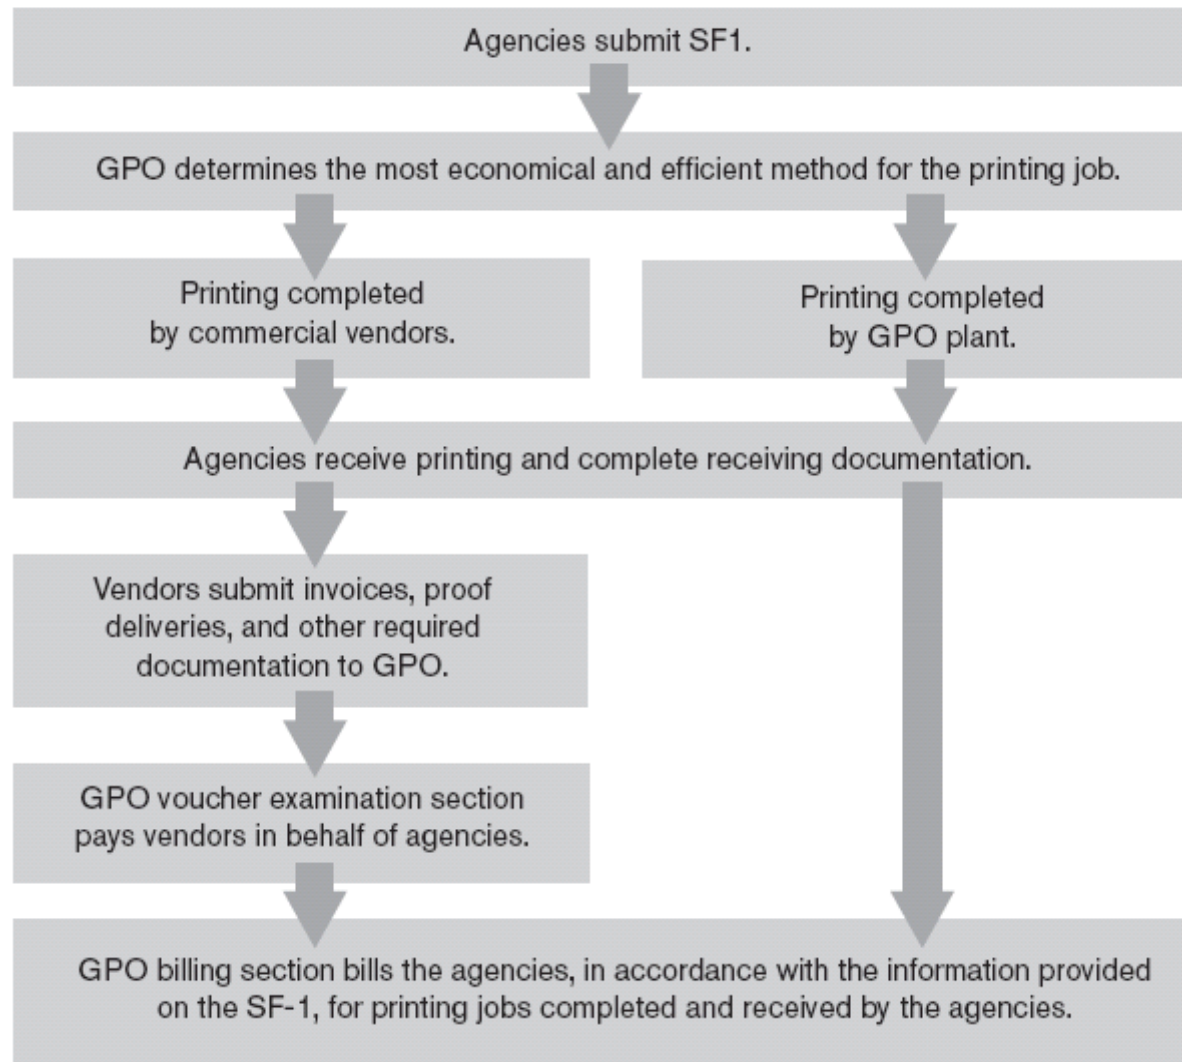 Agencies submit SF1.
GPO determines the most economical and efficient method for the printing job.
Printing completed
by commercial vendors.
Printing completed
by GPO plant.
Agencies receive printing and complete receiving documentation.
Vendors submit invoices, proof
deliveries, and other required
documentation to GPO.
GPO voucher examination section
pays vendors in behalf of agencies.
GPO billing section bills the agencies, in accordance with the information provided
on the SF-1, for printing jobs completed and received by the agencies.